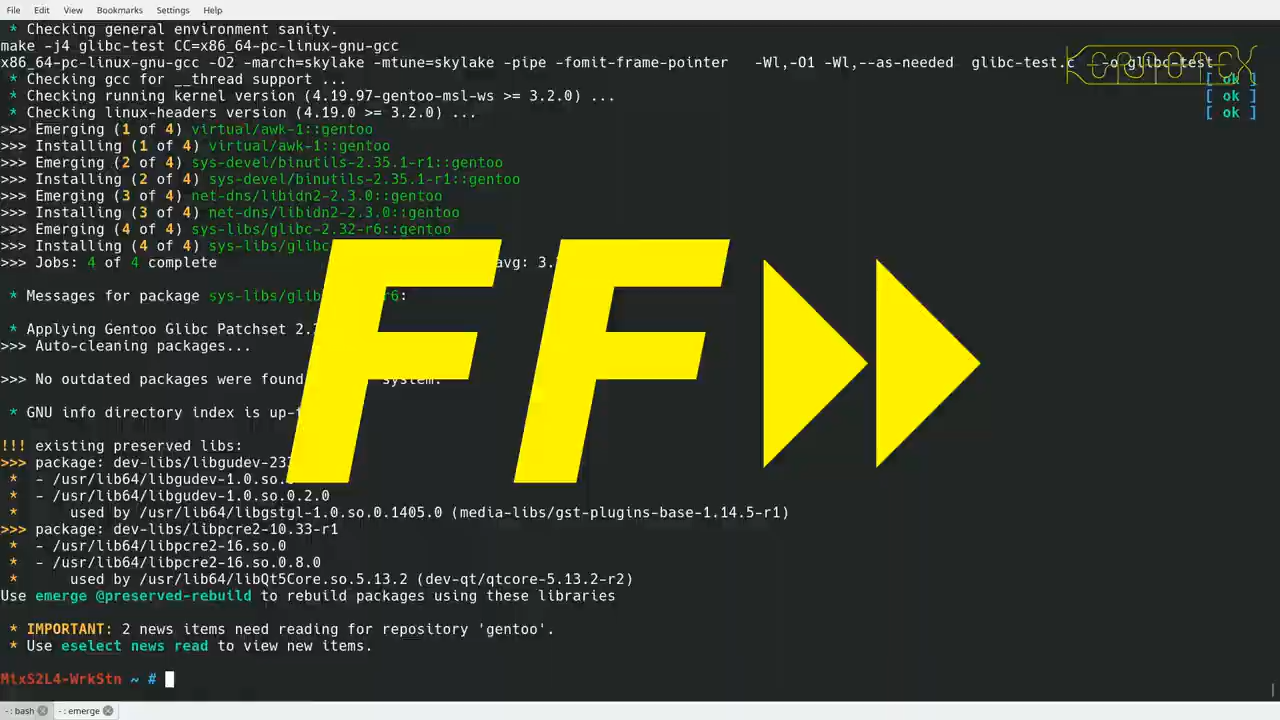 File Edit View Bookmarks Settings Help
* Checking general environment sanity.
make -j4 glibc-test CC=x86_64-pc-linux-gnu-gcc
x86_64-pc-linux-gnu-gcc -O2 -march=skylake -mtune=skylake -pipe -fomit-frame-pointer -Wl,-O1 -Wl,--as-needed glibc-test.c -o glibc-test
* Checking gcc for __thread support ... [ ok ]
* Checking running kernel version (4.19.97-gentoo-msl-ws >= 3.2.0) ... [ ok ]
* Checking linux-headers version (4.19.0 >= 3.2.0) ... [ ok ]
>>> Emerging (1 of 4) virtual/awk-1::gentoo
>>> Installing (1 of 4) virtual/awk-1::gentoo
>>> Emerging (2 of 4) sys-devel/binutils-2.35.1-r1::gentoo
>>> Installing (2 of 4) sys-devel/binutils-2.35.1-r1::gentoo
>>> Emerging (3 of 4) net-dns/libidn2-2.3.0::gentoo
>>> Installing (3 of 4) net-dns/libidn2-2.3.0::gentoo
>>> Emerging (4 of 4) sys-libs/glibc-2.32-r6::gentoo
>>> Installing (4 of 4) sys-libs/glibc
>>> Jobs: 4 of 4 complete avg: 3.
* Messages for package sys-libs/glib r6:
* Applying Gentoo Glibc Patchset 2.
>>> Auto-cleaning packages...
>>> No outdated packages were found system.
* GNU info directory index is up-
FF
!!! existing preserved libs:
>>> package: dev-libs/libgudev-23
* - /usr/lib64/libgudev-1.0.so.
* - /usr/lib64/libgudev-1.0.so.0.2.0
* used by /usr/lib64/libgstgl-1.0.so.0.1405.0 (media-libs/gst-plugins-base-1.14.5-r1)
>>> package: dev-libs/libpcre2-10.33-r1
* - /usr/lib64/libpcre2-16.so.0
* - /usr/lib64/libpcre2-16.so.0.8.0
* used by /usr/lib64/libQt5Core.so.5.13.2 (dev-qt/qtcore-5.13.2-r2)
Use emerge @preserved-rebuild to rebuild packages using these libraries
* IMPORTANT: 2 news items need reading for repository 'gentoo'.
* Use eselect news read to view new items.
MtxS2L4-WrkStn ~ #
- : bash - : emerge